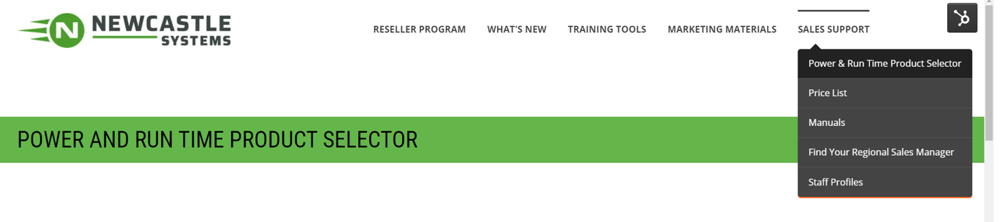 N NEWCASTLE
SYSTEMS
RESELLER PROGRAM WHAT'S NEW TRAINING TOOLS MARKETING MATERIALS SALES SUPPORT
Power & Run Time Product Selector
Price List
Manuals
POWER AND RUN TIME PRODUCT SELECTOR
Find Your Regional Sales Manager
Staff Profiles